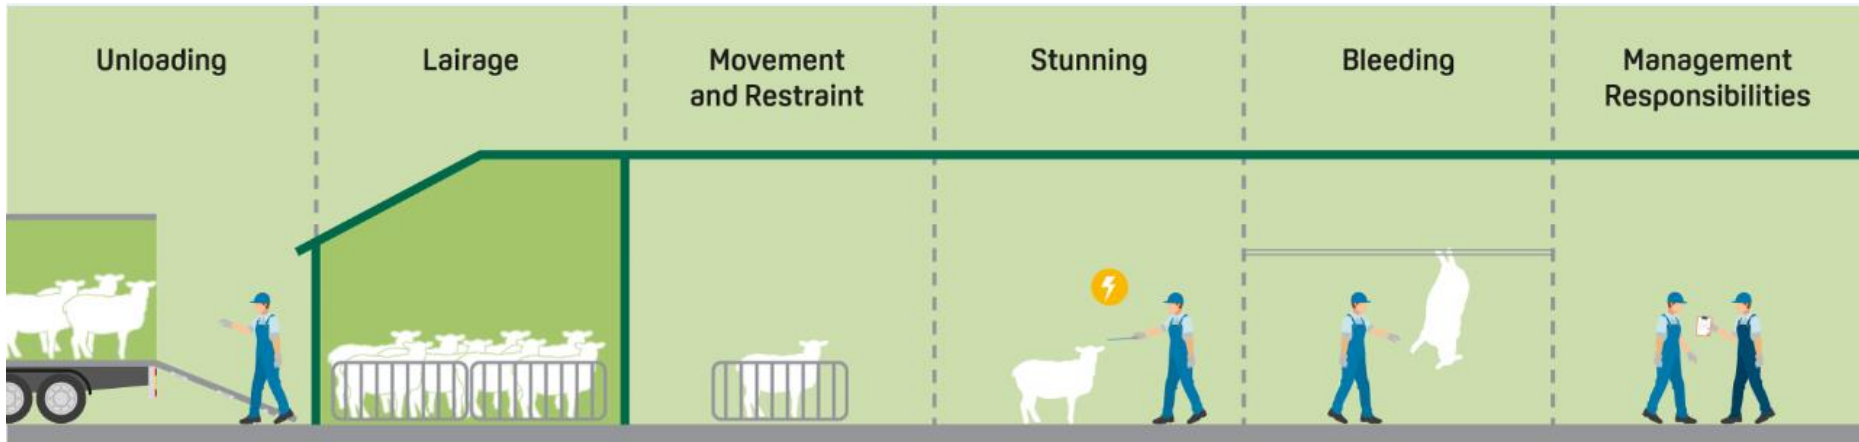 Unloading
Lairage
Movement
and Restraint
Stunning
Bleeding
Management
Responsibilities